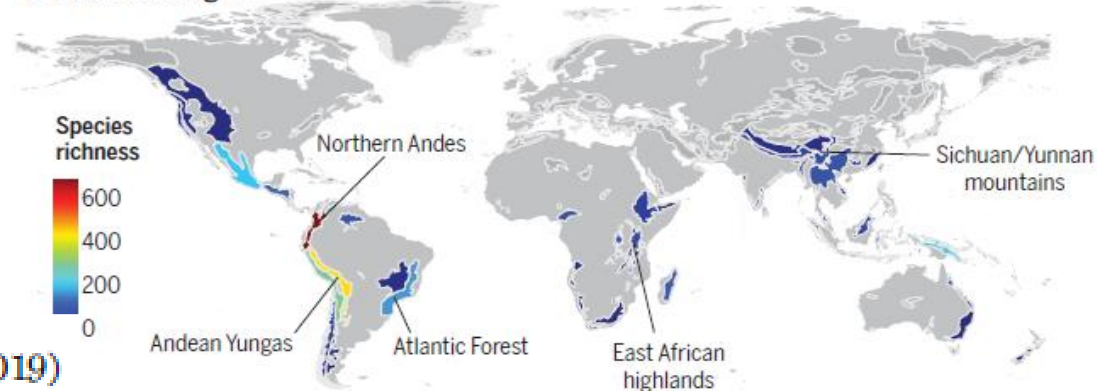 Species
richness
600
400
200
0
Northern Andes
Andean Yungas
Atlantic Forest
East African
highlands
Sichuan/Yunnan
mountains
019)